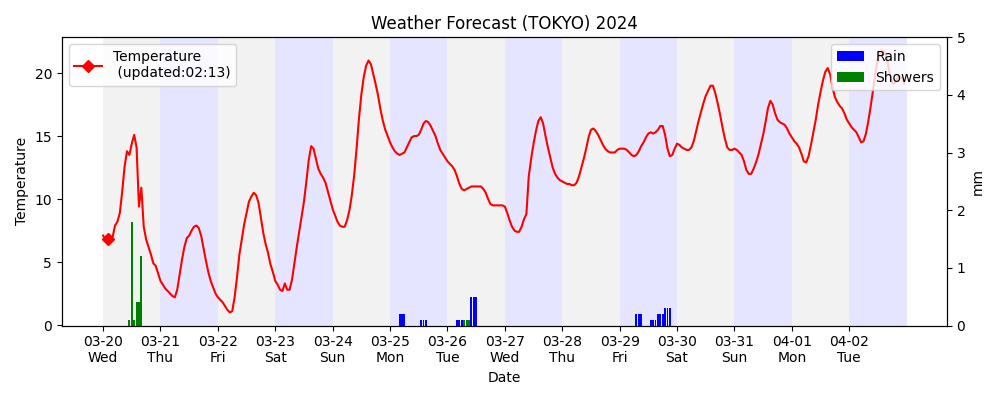 Weather Forecast (TOKYO) 2024
Temperature
(updated:02:13)
Rain
Showers
Temperature
mm
20
15
10
5
0
5
4
3
2
1
0
03-20 03-21 03-22 03-23 03-24 03-25 03-26 03-27 03-28 03-29 03-30 03-31 04-01 04-02
Wed Thu Fri Sat Sun Mon Tue Wed Thu Fri Sat Sun Mon Tue
Date